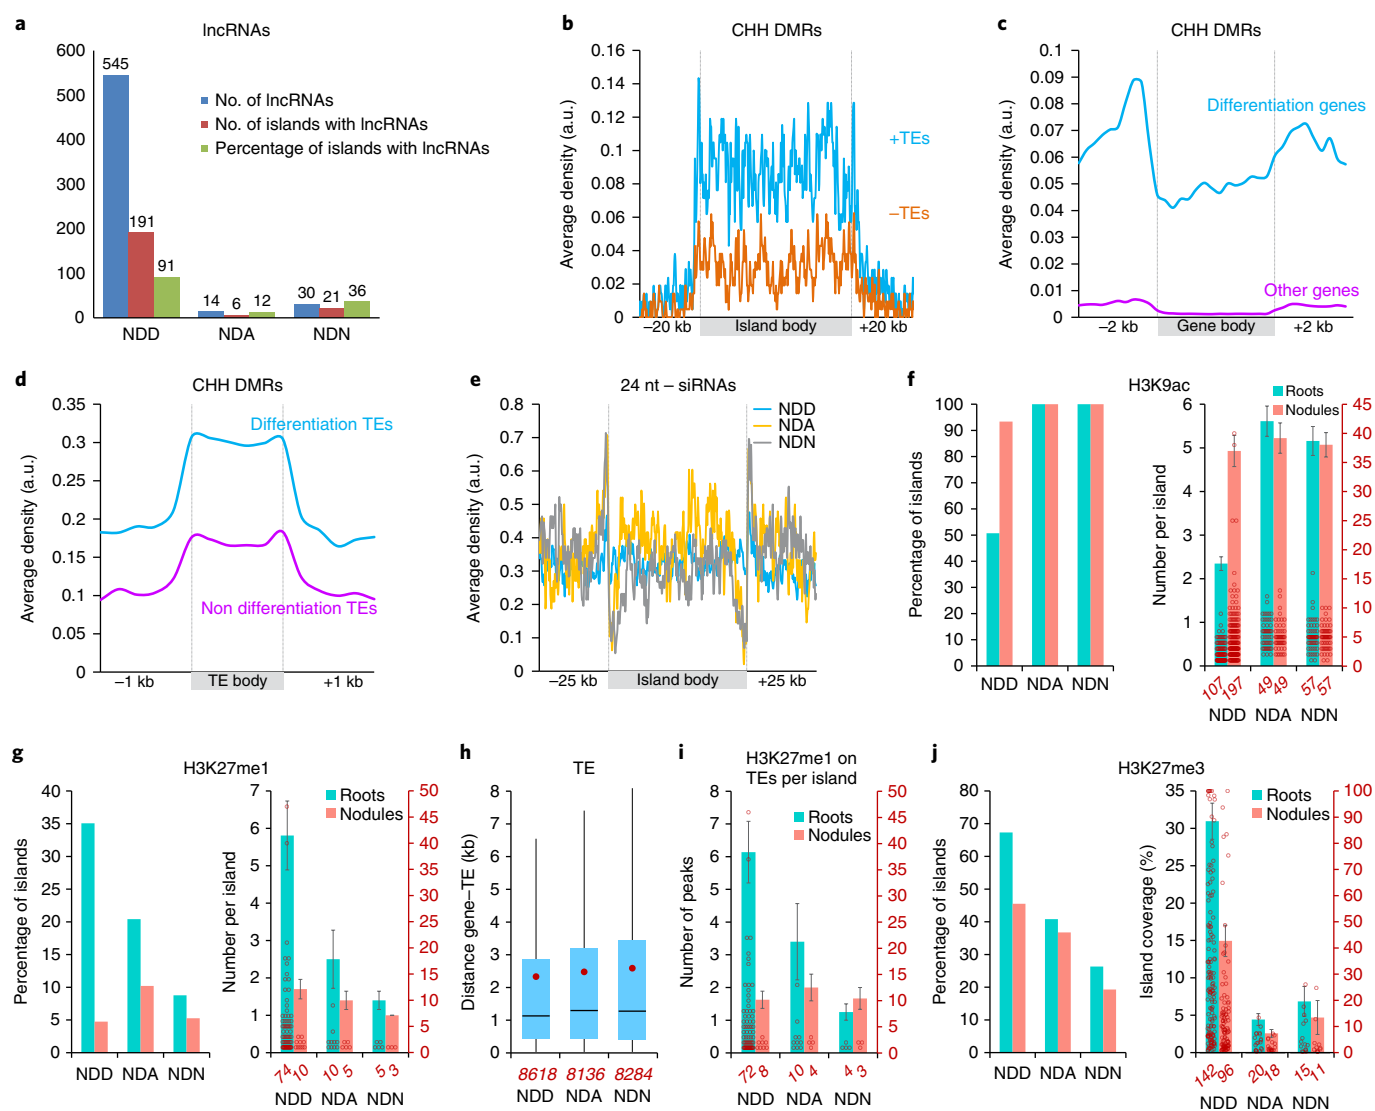 a
lncRNAs
600
500
400
300
200
100
0
545
191
91
14
6
12
30
21
36
No. of lncRNAs
No. of islands with lncRNAs
Percentage of islands with lncRNAs
NDD NDA NDN
b
CHH DMRs
Average density (a.u.)
0.16
0.14
0.12
0.1
0.08
0.06
0.04
0.02
0
+TEs
–TEs
–20 kb Island body +20 kb
c
CHH DMRs
Average density (a.u.)
0.1
0.09
0.08
0.07
0.06
0.05
0.04
0.03
0.02
0.01
0
Differentiation genes
Other genes
–2 kb Gene body +2 kb
d
CHH DMRs
Average density (a.u.)
0.35
0.3
0.25
0.2
0.15
0.1
0.05
0
Differentiation TEs
Non differentiation TEs
–1 kb TE body +1 kb
e
24 nt – siRNAs
Average density (a.u.)
0.8
0.7
0.6
0.5
0.4
0.3
0.2
0.1
0
NDD
NDA
NDN
–25 kb Island body +25 kb
f
H3K9ac
Percentage of islands
100
90
80
70
60
50
40
30
20
10
0
NDD NDA NDN
Roots
Nodules
Number per island
6
5
4
3
2
1
0
45
40
35
30
25
20
15
10
5
0
107 197 49 49 57 57
NDD NDA NDN
g
H3K27me1
Percentage of islands
40
35
30
25
20
15
10
5
0
NDD NDA NDN
Roots
Nodules
Number per island
7
6
5
4
3
2
1
0
50
45
40
35
30
25
20
15
10
5
0
74 10 10 5 5 3
NDD NDA NDN
h
TE
Distance gene–TE (kb)
8
7
6
5
4
3
2
1
0
8618 8136 8284
NDD NDA NDN
i
H3K27me1 on
TEs per island
Number of peaks
8
7
6
5
4
3
2
1
0
Roots
Nodules
50
45
40
35
30
25
20
15
10
5
0
72 8 10 4 4 3
NDD NDA NDN
j
H3K27me3
Percentage of islands
80
70
60
50
40
30
20
10
0
NDD NDA NDN
Roots
Nodules
Island coverage (%)
35
30
25
20
15
10
5
0
100
90
80
70
60
50
40
30
20
10
0
142 96 20 18 15 11
NDD NDA NDN